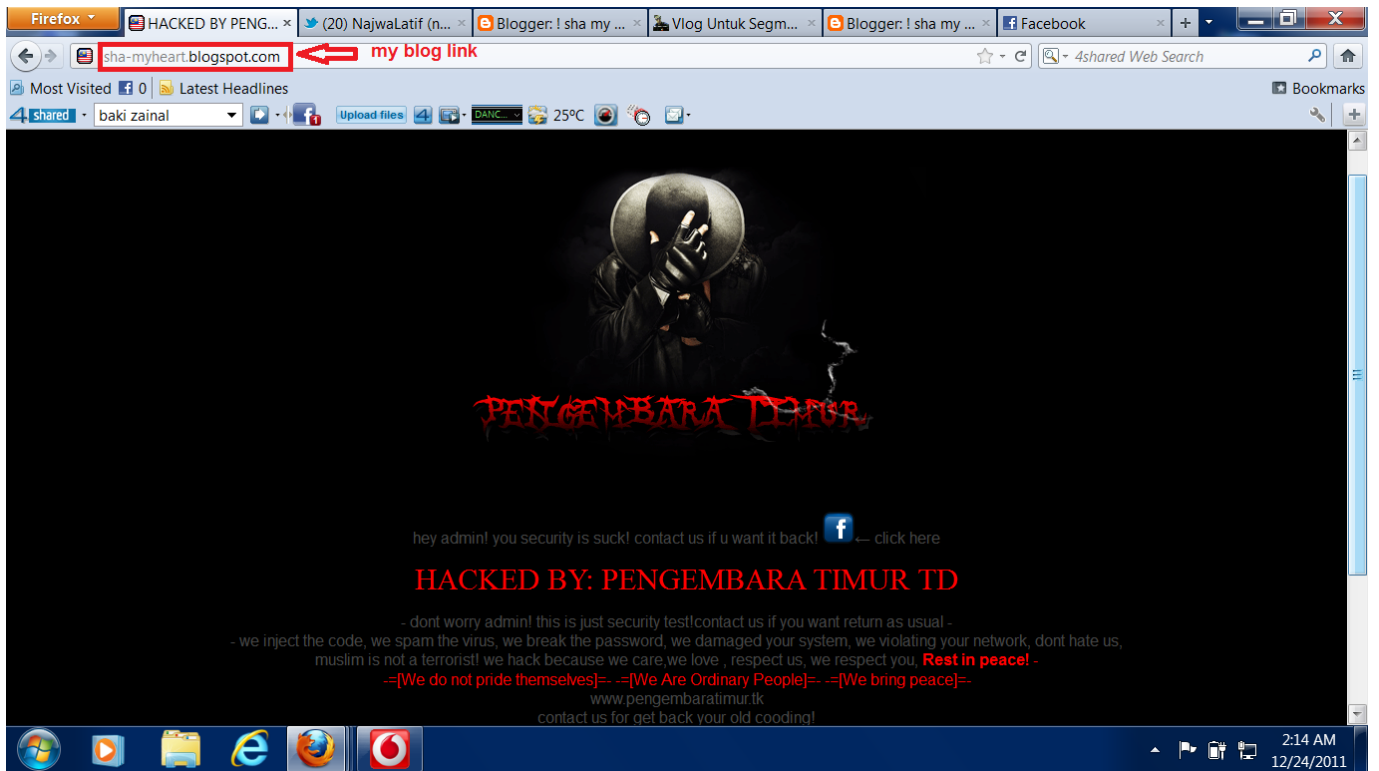 Firefox
HACKED BY PENG...
(20) NajwaLatif (n...
Blogger: ! sha my ...
Vlog Untuk Segm...
Blogger: ! sha my ...
Facebook
sha-myheart.blogspot.com
my blog link
4shared Web Search
Most Visited
0
Latest Headlines
Bookmarks
4 shared
baki zainal
1
Upload files
4
DANC...
25ºC
PENGEMBARA TIMUR
hey admin! you security is suck! contact us if u want it back! f ← click here
HACKED BY: PENGEMBARA TIMUR TD
- dont worry admin! this is just security test!contact us if you want return as usual -
- we inject the code, we spam the virus, we break the password, we damaged your system, we violating your network, dont hate us,
muslim is not a terrorist! we hack because we care,we love , respect us, we respect you, Rest in peace! -
-=[We do not pride themselves]=- -=[We Are Ordinary People]=- -=[We bring peace]=-
www.pengembaratimur.tk
contact us for get back your old cooding!
2:14 AM
12/24/2011